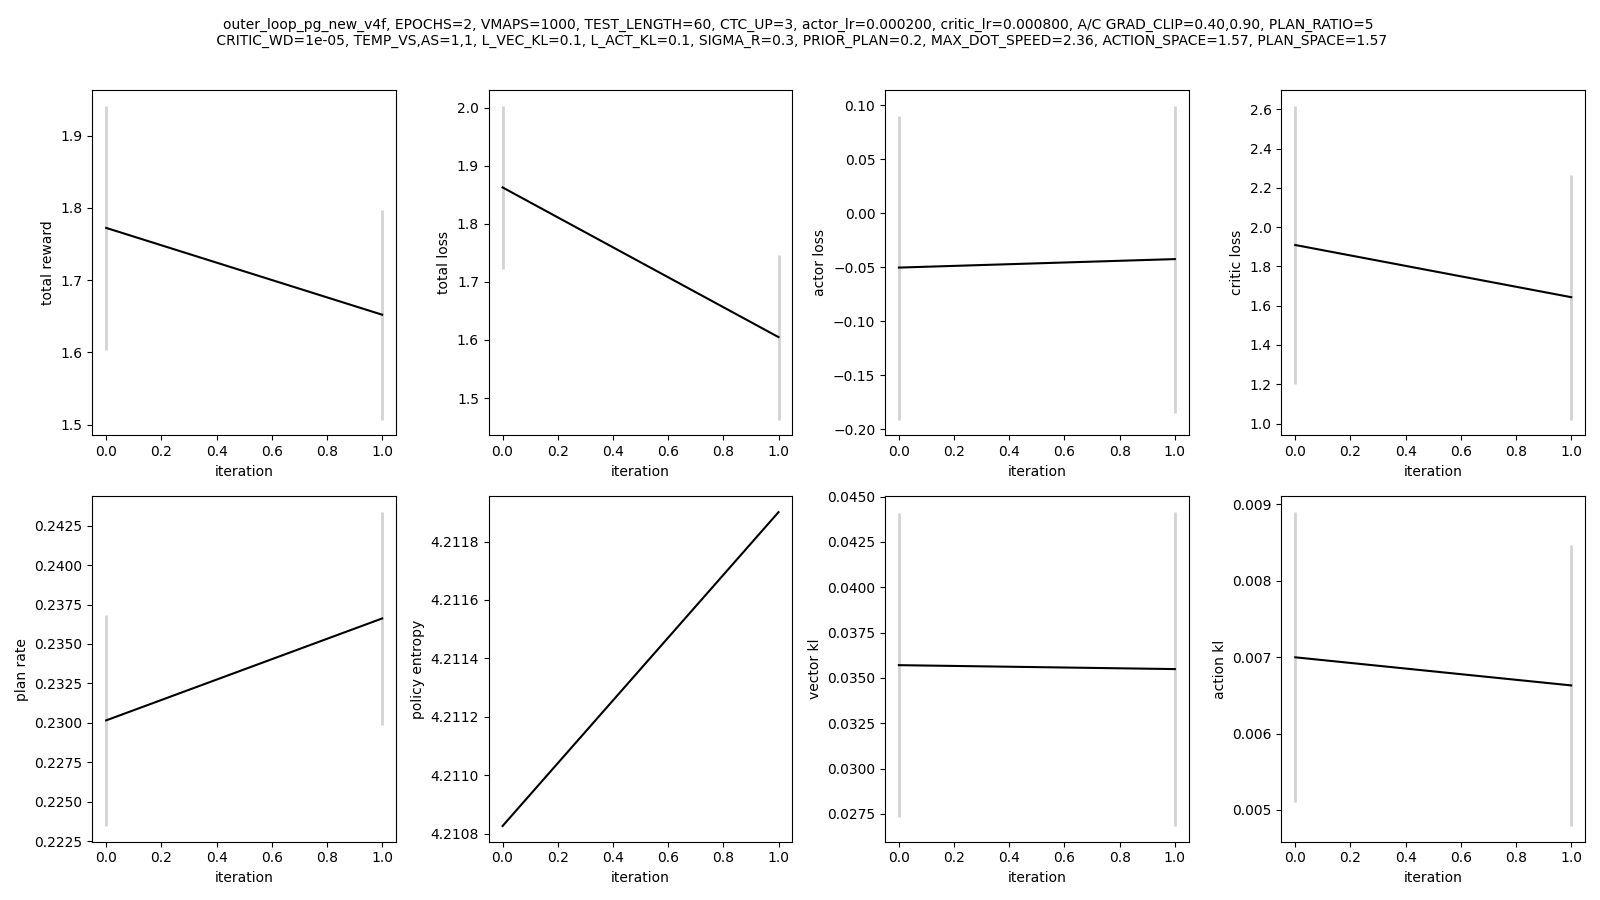 outer_loop_pg_new_v4f, EPOCHS=2, VMAPS=1000, TEST_LENGTH=60, CTC_UP=3, actor_lr=0.000200, critic_lr=0.000800, A/C GRAD_CLIP=0.40,0.90, PLAN_RATIO=5
CRITIC_WD=1e-05, TEMP_VS,AS=1,1, L_VEC_KL=0.1, L_ACT_KL=0.1, SIGMA_R=0.3, PRIOR_PLAN=0.2, MAX_DOT_SPEED=2.36, ACTION_SPACE=1.57, PLAN_SPACE=1.57
total reward
1.9
1.8
1.7
1.6
1.5
0.0 0.2 0.4 0.6 0.8 1.0
iteration
total loss
2.0
1.9
1.8
1.7
1.6
1.5
0.0 0.2 0.4 0.6 0.8 1.0
iteration
actor loss
0.10
0.05
0.00
−0.05
−0.10
−0.15
−0.20
0.0 0.2 0.4 0.6 0.8 1.0
iteration
critic loss
2.6
2.4
2.2
2.0
1.8
1.6
1.4
1.2
1.0
0.0 0.2 0.4 0.6 0.8 1.0
iteration
plan rate
0.2425
0.2400
0.2375
0.2350
0.2325
0.2300
0.2275
0.2250
0.2225
0.0 0.2 0.4 0.6 0.8 1.0
iteration
policy entropy
4.2118
4.2116
4.2114
4.2112
4.2110
4.2108
0.0 0.2 0.4 0.6 0.8 1.0
iteration
vector kl
0.0450
0.0425
0.0400
0.0375
0.0350
0.0325
0.0300
0.0275
0.0 0.2 0.4 0.6 0.8 1.0
iteration
action kl
0.009
0.008
0.007
0.006
0.005
0.0 0.2 0.4 0.6 0.8 1.0
iteration